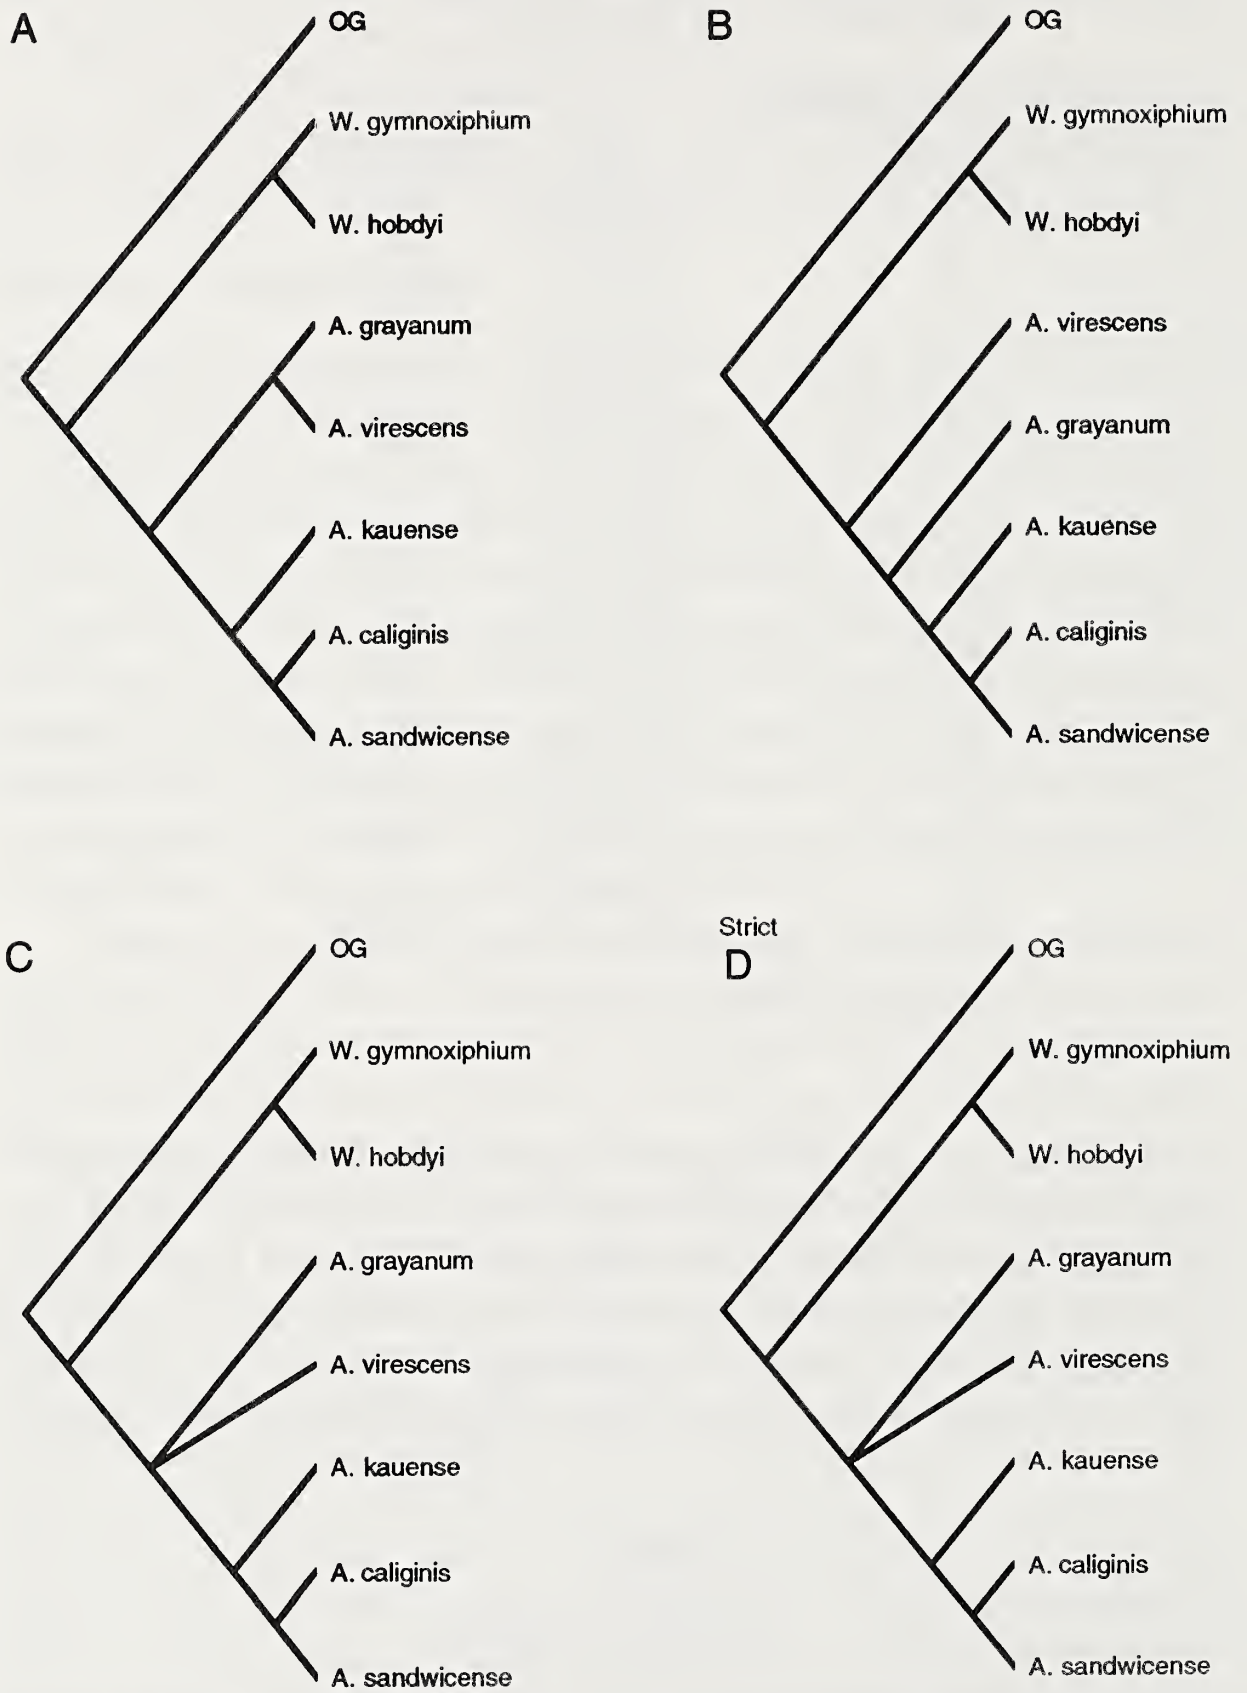 A
OG
W. gymnoxiphium
W. hobdyi
A. grayanum
A. virescens
A. kauense
A. caliginis
A. sandwicense
B
OG
W. gymnoxiphium
W. hobdyi
A. virescens
A. grayanum
A. kauense
A. caliginis
A. sandwicense
C
OG
W. gymnoxiphium
W. hobdyi
A. grayanum
A. virescens
A. kauense
A. caliginis
A. sandwicense
Strict
D
OG
W. gymnoxiphium
W. hobdyi
A. grayanum
A. virescens
A. kauense
A. caliginis
A. sandwicense